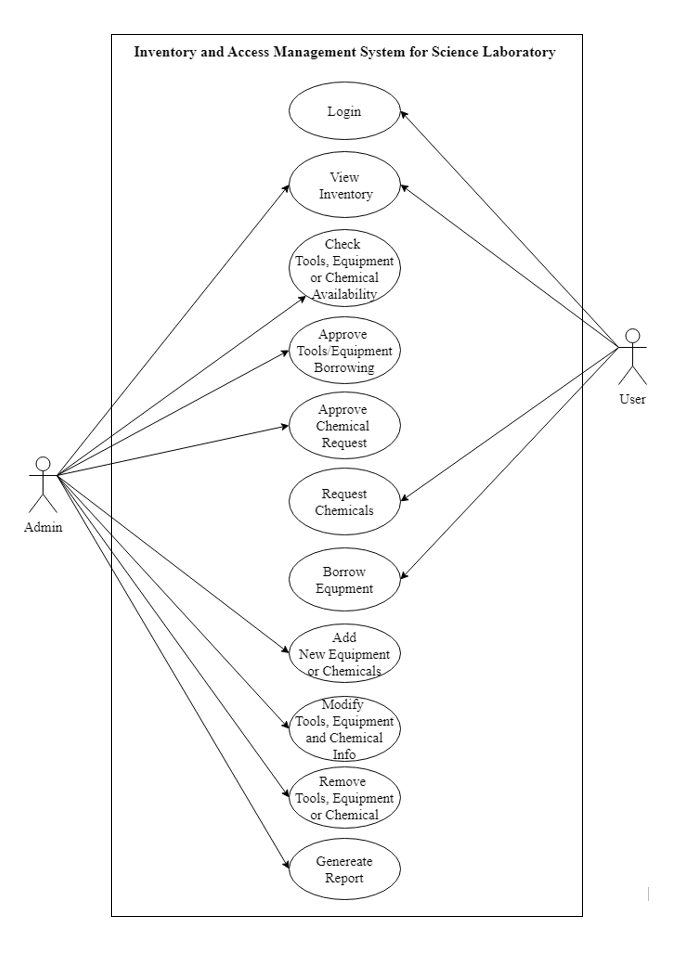 Inventory and Access Management System for Science Laboratory
Login
View
Inventory
Check
Tools, Equipment
or Chemical
Availability
Approve
Tools/Equipment
Borrowing
User
Approve
Chemical
Request
Admin
Request
Chemicals
Borrow
Equpment
Add
New Equipment
or Chemicals
Modify
Tools, Equipment
and Chemical
Info
Remove
Tools, Equipment
or Chemical
Genereate
Report